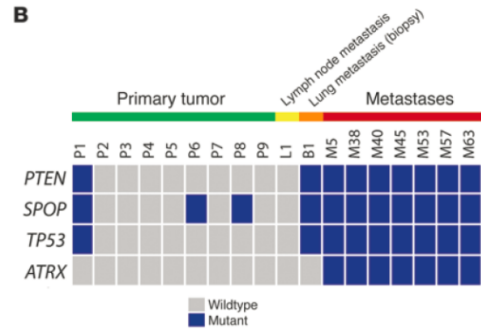 B
Lymph node metastasis
Lung metastasis (biopsy)
Primary tumor
Metastases
P1 P2 P3 P4 P5 P6 P7 P8 P9 L1 B1 M5 M38 M40 M45 M53 M57 M63
PTEN
SPOP
TP53
ATRX
Wildtype
Mutant